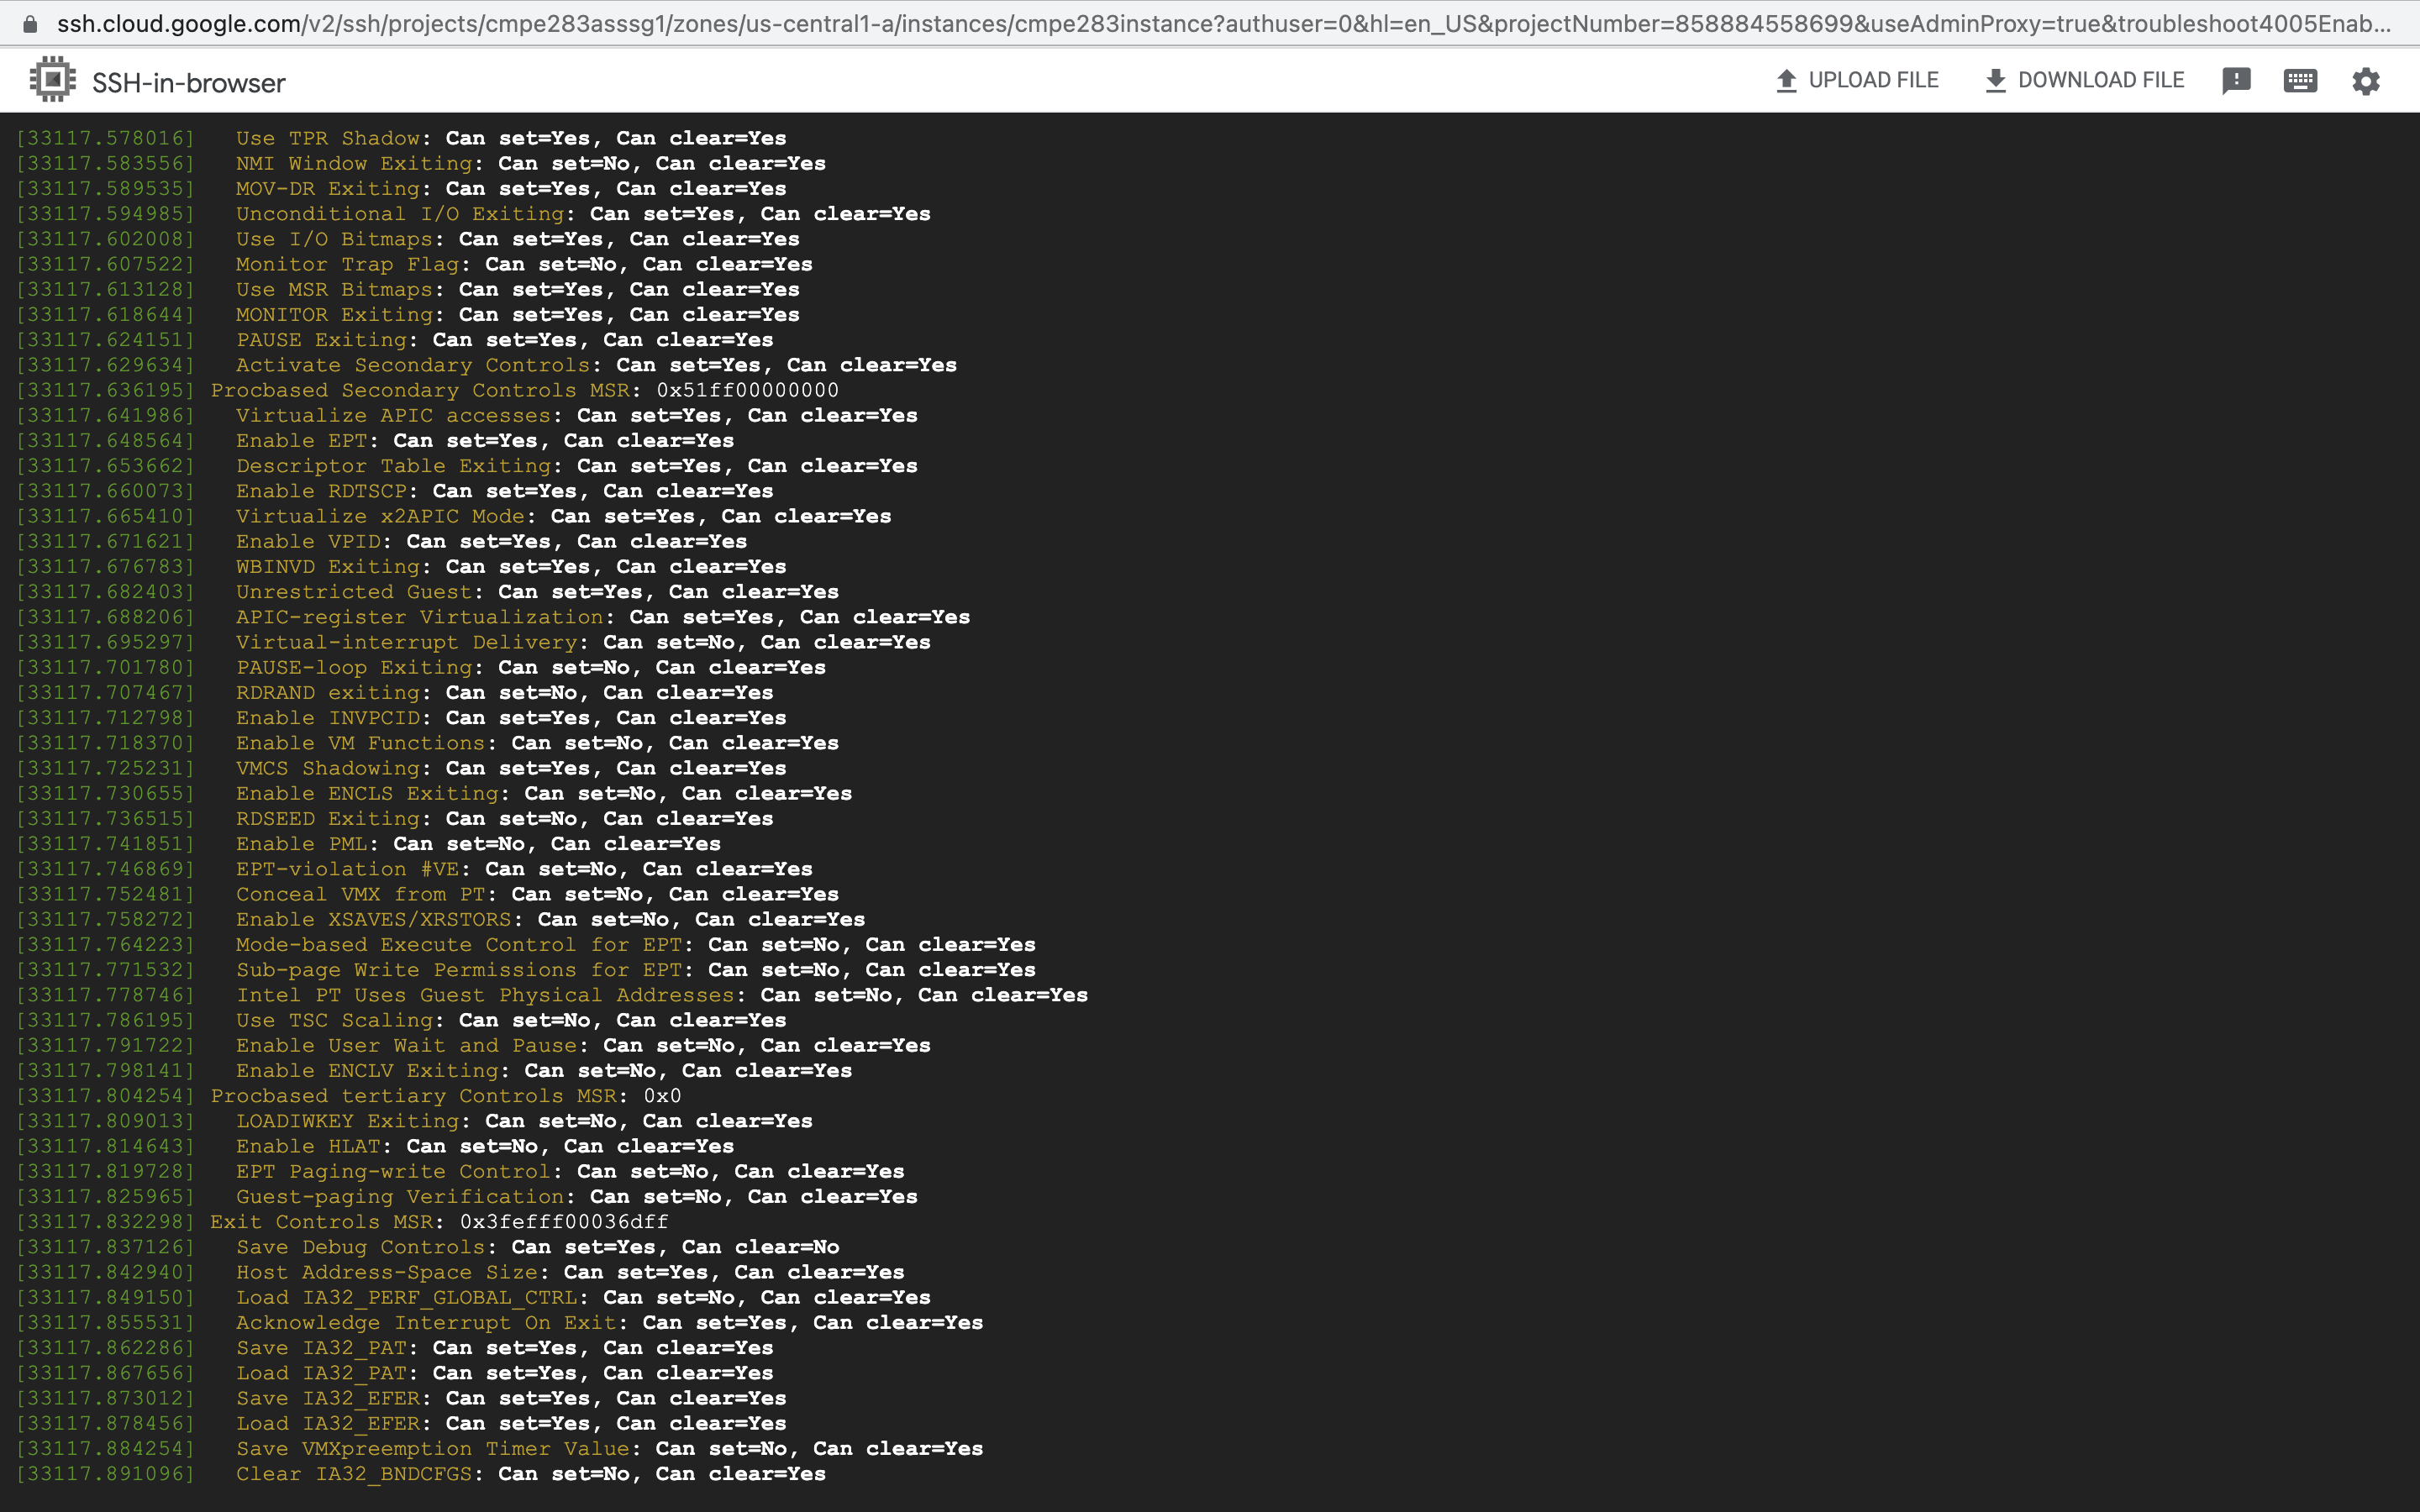 ssh.cloud.google.com/v2/ssh/projects/cmpe283asssg1/zones/us-central1-a/instances/cmpe283instance?authuser=0&hl=en_US&projectNumber=858884558699&useAdminProxy=true&troubleshoot4005Enab...
SSH-in-browser UPLOAD FILE DOWNLOAD FILE
[33117.578016] Use TPR Shadow: Can set=Yes, Can clear=Yes
[33117.583556] NMI Window Exiting: Can set=No, Can clear=Yes
[33117.589535] MOV-DR Exiting: Can set=Yes, Can clear=Yes
[33117.594985] Unconditional I/O Exiting: Can set=Yes, Can clear=Yes
[33117.602008] Use I/O Bitmaps: Can set=Yes, Can clear=Yes
[33117.607522] Monitor Trap Flag: Can set=No, Can clear=Yes
[33117.613128] Use MSR Bitmaps: Can set=Yes, Can clear=Yes
[33117.618644] MONITOR Exiting: Can set=Yes, Can clear=Yes
[33117.624151] PAUSE Exiting: Can set=Yes, Can clear=Yes
[33117.629634] Activate Secondary Controls: Can set=Yes, Can clear=Yes
[33117.636195] Procbased Secondary Controls MSR: 0x51ff00000000
[33117.641986] Virtualize APIC accesses: Can set=Yes, Can clear=Yes
[33117.648564] Enable EPT: Can set=Yes, Can clear=Yes
[33117.653662] Descriptor Table Exiting: Can set=Yes, Can clear=Yes
[33117.660073] Enable RDTSCP: Can set=Yes, Can clear=Yes
[33117.665410] Virtualize x2APIC Mode: Can set=Yes, Can clear=Yes
[33117.671621] Enable VPID: Can set=Yes, Can clear=Yes
[33117.676783] WBINVD Exiting: Can set=Yes, Can clear=Yes
[33117.682403] Unrestricted Guest: Can set=Yes, Can clear=Yes
[33117.688206] APIC-register Virtualization: Can set=Yes, Can clear=Yes
[33117.695297] Virtual-interrupt Delivery: Can set=No, Can clear=Yes
[33117.701780] PAUSE-loop Exiting: Can set=No, Can clear=Yes
[33117.707467] RDRAND exiting: Can set=No, Can clear=Yes
[33117.712798] Enable INVPCID: Can set=Yes, Can clear=Yes
[33117.718370] Enable VM Functions: Can set=No, Can clear=Yes
[33117.725231] VMCS Shadowing: Can set=Yes, Can clear=Yes
[33117.730655] Enable ENCLS Exiting: Can set=No, Can clear=Yes
[33117.736515] RDSEED Exiting: Can set=No, Can clear=Yes
[33117.741851] Enable PML: Can set=No, Can clear=Yes
[33117.746869] EPT-violation #VE: Can set=No, Can clear=Yes
[33117.752481] Conceal VMX from PT: Can set=No, Can clear=Yes
[33117.758272] Enable XSAVES/XRSTORS: Can set=No, Can clear=Yes
[33117.764223] Mode-based Execute Control for EPT: Can set=No, Can clear=Yes
[33117.771532] Sub-page Write Permissions for EPT: Can set=No, Can clear=Yes
[33117.778746] Intel PT Uses Guest Physical Addresses: Can set=No, Can clear=Yes
[33117.786195] Use TSC Scaling: Can set=No, Can clear=Yes
[33117.791722] Enable User Wait and Pause: Can set=No, Can clear=Yes
[33117.798141] Enable ENCLV Exiting: Can set=No, Can clear=Yes
[33117.804254] Procbased tertiary Controls MSR: 0x0
[33117.809013] LOADIWKEY Exiting: Can set=No, Can clear=Yes
[33117.814643] Enable HLAT: Can set=No, Can clear=Yes
[33117.819728] EPT Paging-write Control: Can set=No, Can clear=Yes
[33117.825965] Guest-paging Verification: Can set=No, Can clear=Yes
[33117.832298] Exit Controls MSR: 0x3fefff00036dff
[33117.837126] Save Debug Controls: Can set=Yes, Can clear=No
[33117.842940] Host Address-Space Size: Can set=Yes, Can clear=Yes
[33117.849150] Load IA32_PERF_GLOBAL_CTRL: Can set=No, Can clear=Yes
[33117.855531] Acknowledge Interrupt On Exit: Can set=Yes, Can clear=Yes
[33117.862286] Save IA32_PAT: Can set=Yes, Can clear=Yes
[33117.867656] Load IA32_PAT: Can set=Yes, Can clear=Yes
[33117.873012] Save IA32_EFER: Can set=Yes, Can clear=Yes
[33117.878456] Load IA32_EFER: Can set=Yes, Can clear=Yes
[33117.884254] Save VMXpreemption Timer Value: Can set=No, Can clear=Yes
[33117.891096] Clear IA32_BNDCFGS: Can set=No, Can clear=Yes